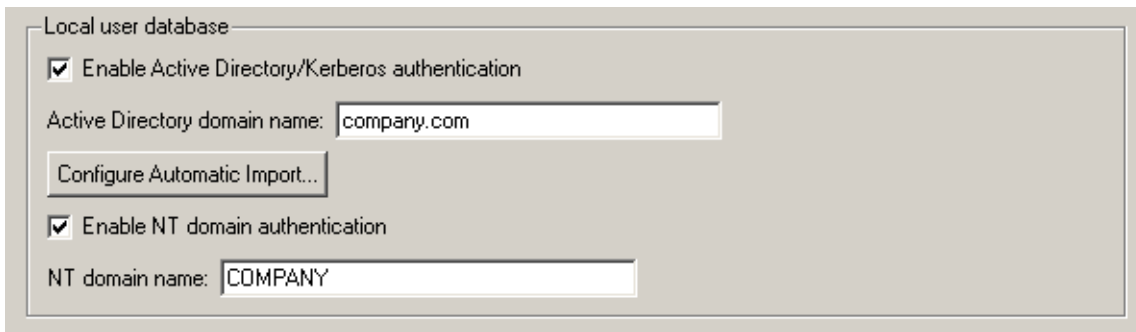 Local user database
Enable Active Directory/Kerberos authentication
Active Directory domain name: company.com
Configure Automatic Import...
Enable NT domain authentication
NT domain name: COMPANY